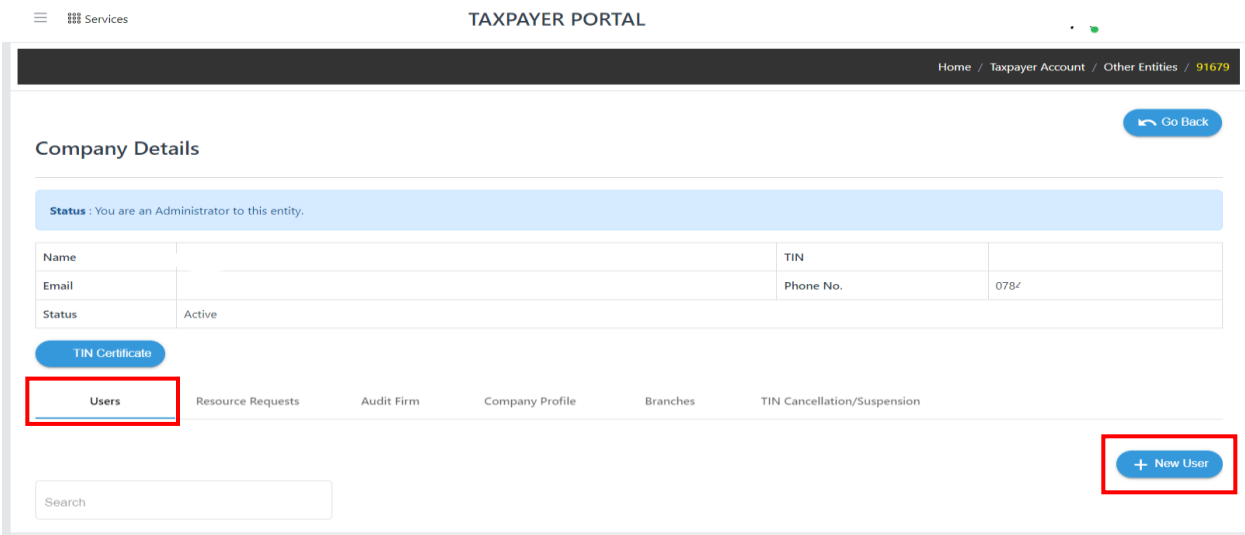 Services
TAXPAYER PORTAL
Home / Taxpayer Account / Other Entities / 91679
Go Back
Company Details
Status : You are an Administrator to this entity.
Name TIN
Email Phone No. 0784
Status Active
TIN Certificate
Users Resource Requests Audit Firm Company Profile Branches TIN Cancellation/Suspension
+ New User
Search